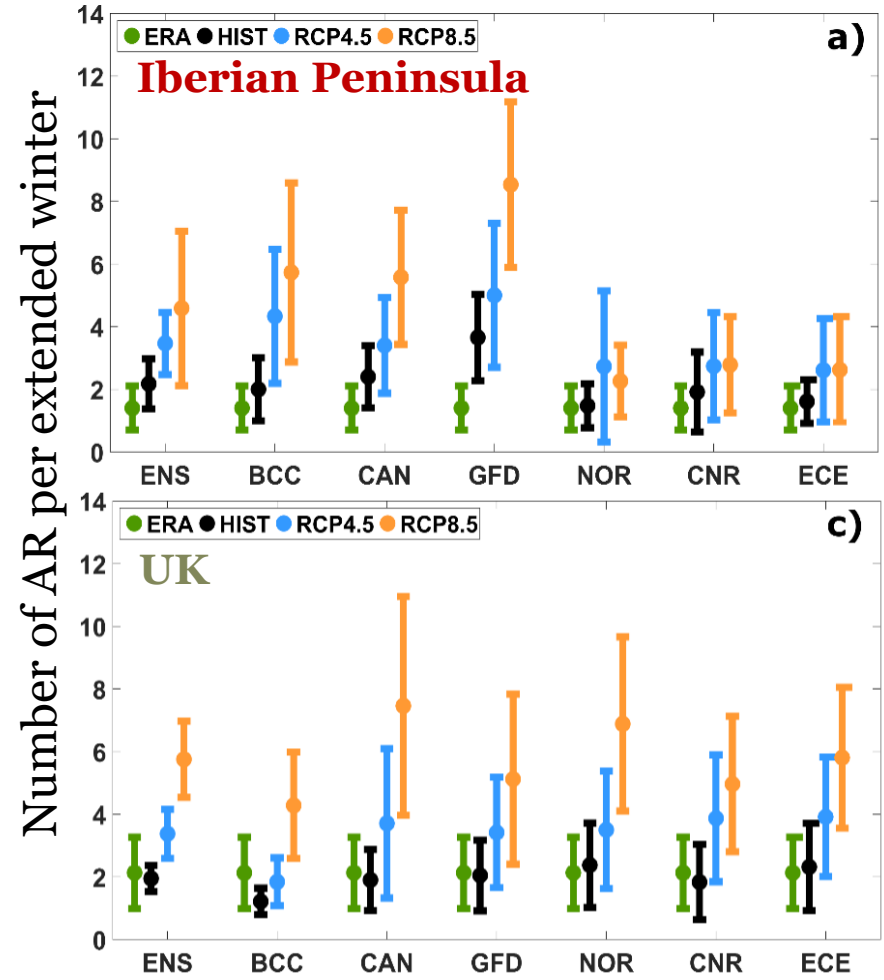 Number of AR per extended winter
14
12
10
8
6
4
2
0
ERA HIST RCP4.5 RCP8.5
a)
Iberian Peninsula
ENS BCC CAN GFD NOR CNR ECE
14
12
10
8
6
4
2
0
ERA HIST RCP4.5 RCP8.5
c)
UK
ENS BCC CAN GFD NOR CNR ECE